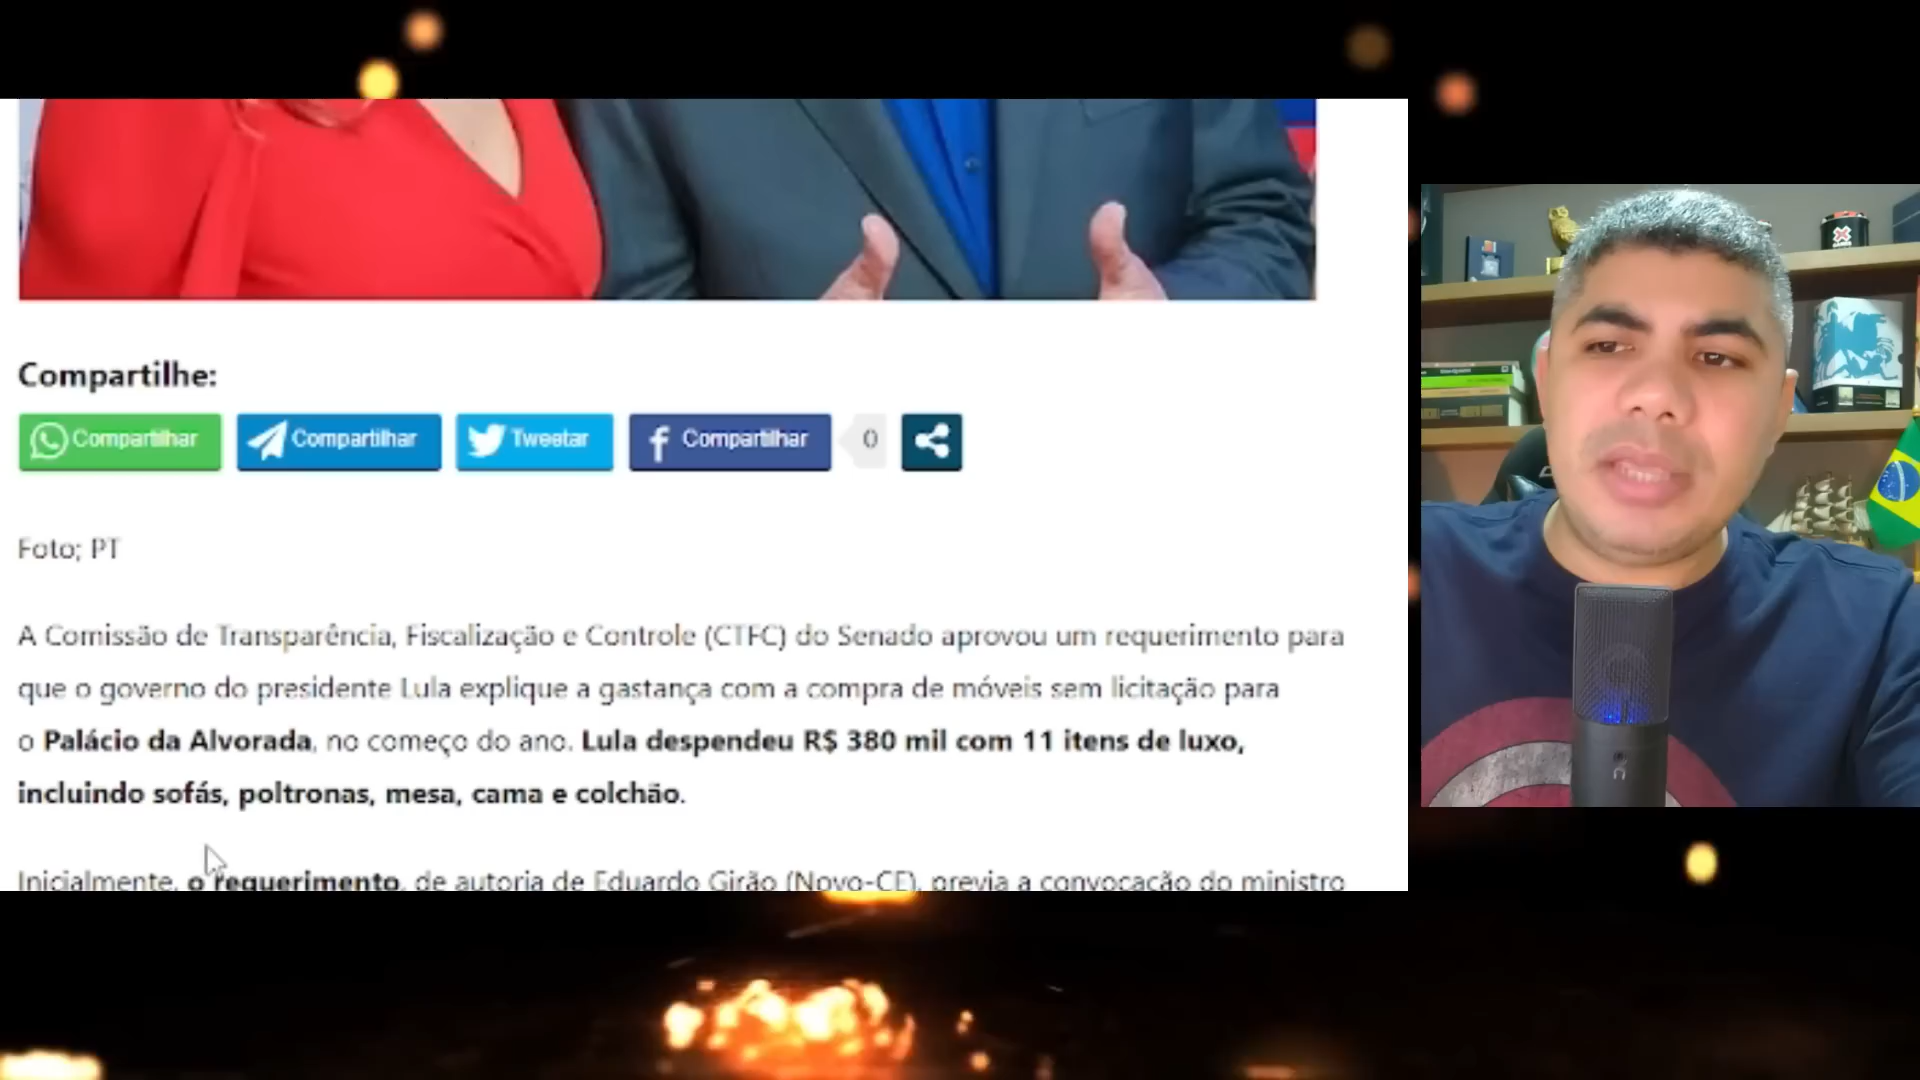 Compartilhe:
Compartilhar
Compartilhar
Tweetar
Compartilhar
0
Foto; PT
A Comissão de Transparência, Fiscalização e Controle (CTFC) do Senado aprovou um requerimento para
que o governo do presidente Lula explique a gastança com a compra de móveis sem licitação para
o Palácio da Alvorada, no começo do ano. Lula despendeu R$ 380 mil com 11 itens de luxo,
incluindo sofás, poltronas, mesa, cama e colchão.
Inicialmente, o requerimento, de autoria de Eduardo Girão (Novo-CE), previa a convocação do ministro